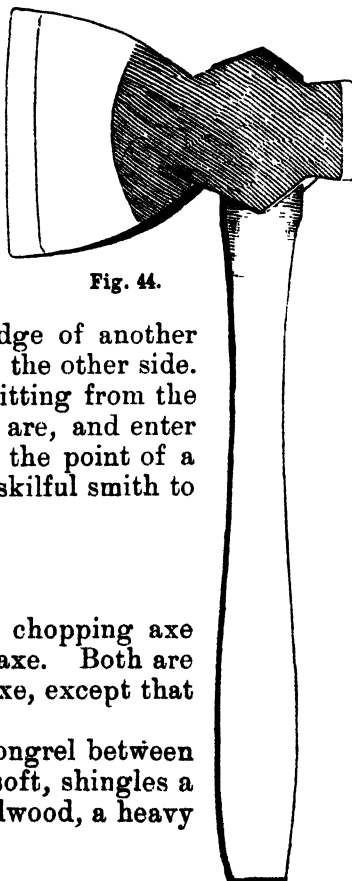 Fig. 44.
dge of another
the other side.
itting from the
are, and enter
the point of a
skilful smith to
chopping axe
axe. Both are
xe, except that
ongrel between
soft, shingles a
lwood, a heavy